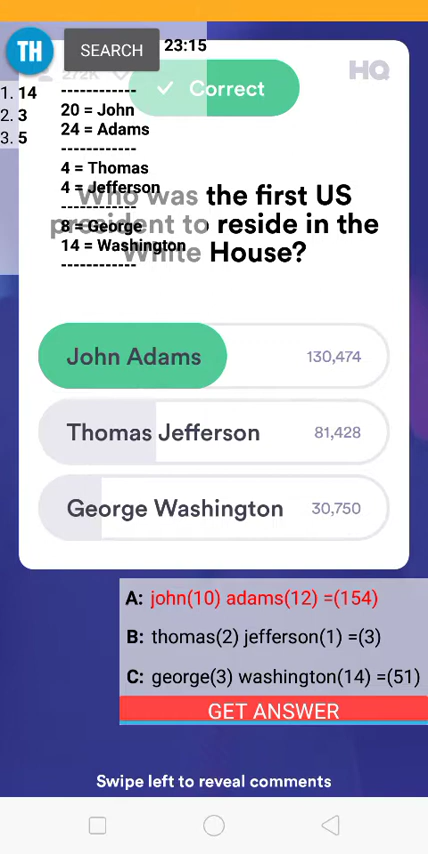 TH
SEARCH
23:15
272K
HQ
Correct
1. 14
2. 3
3. 5
------------
20 = John
24 = Adams
------------
4 = Thomas
4 = Jefferson
------------
8 = George
14 = Washington
------------
Who was the first US
president to reside in the
White House?
John Adams 130,474
Thomas Jefferson 81,428
George Washington 30,750
A: john(10) adams(12) =(154)
B: thomas(2) jefferson(1) =(3)
C: george(3) washington(14) =(51)
GET ANSWER
Swipe left to reveal comments